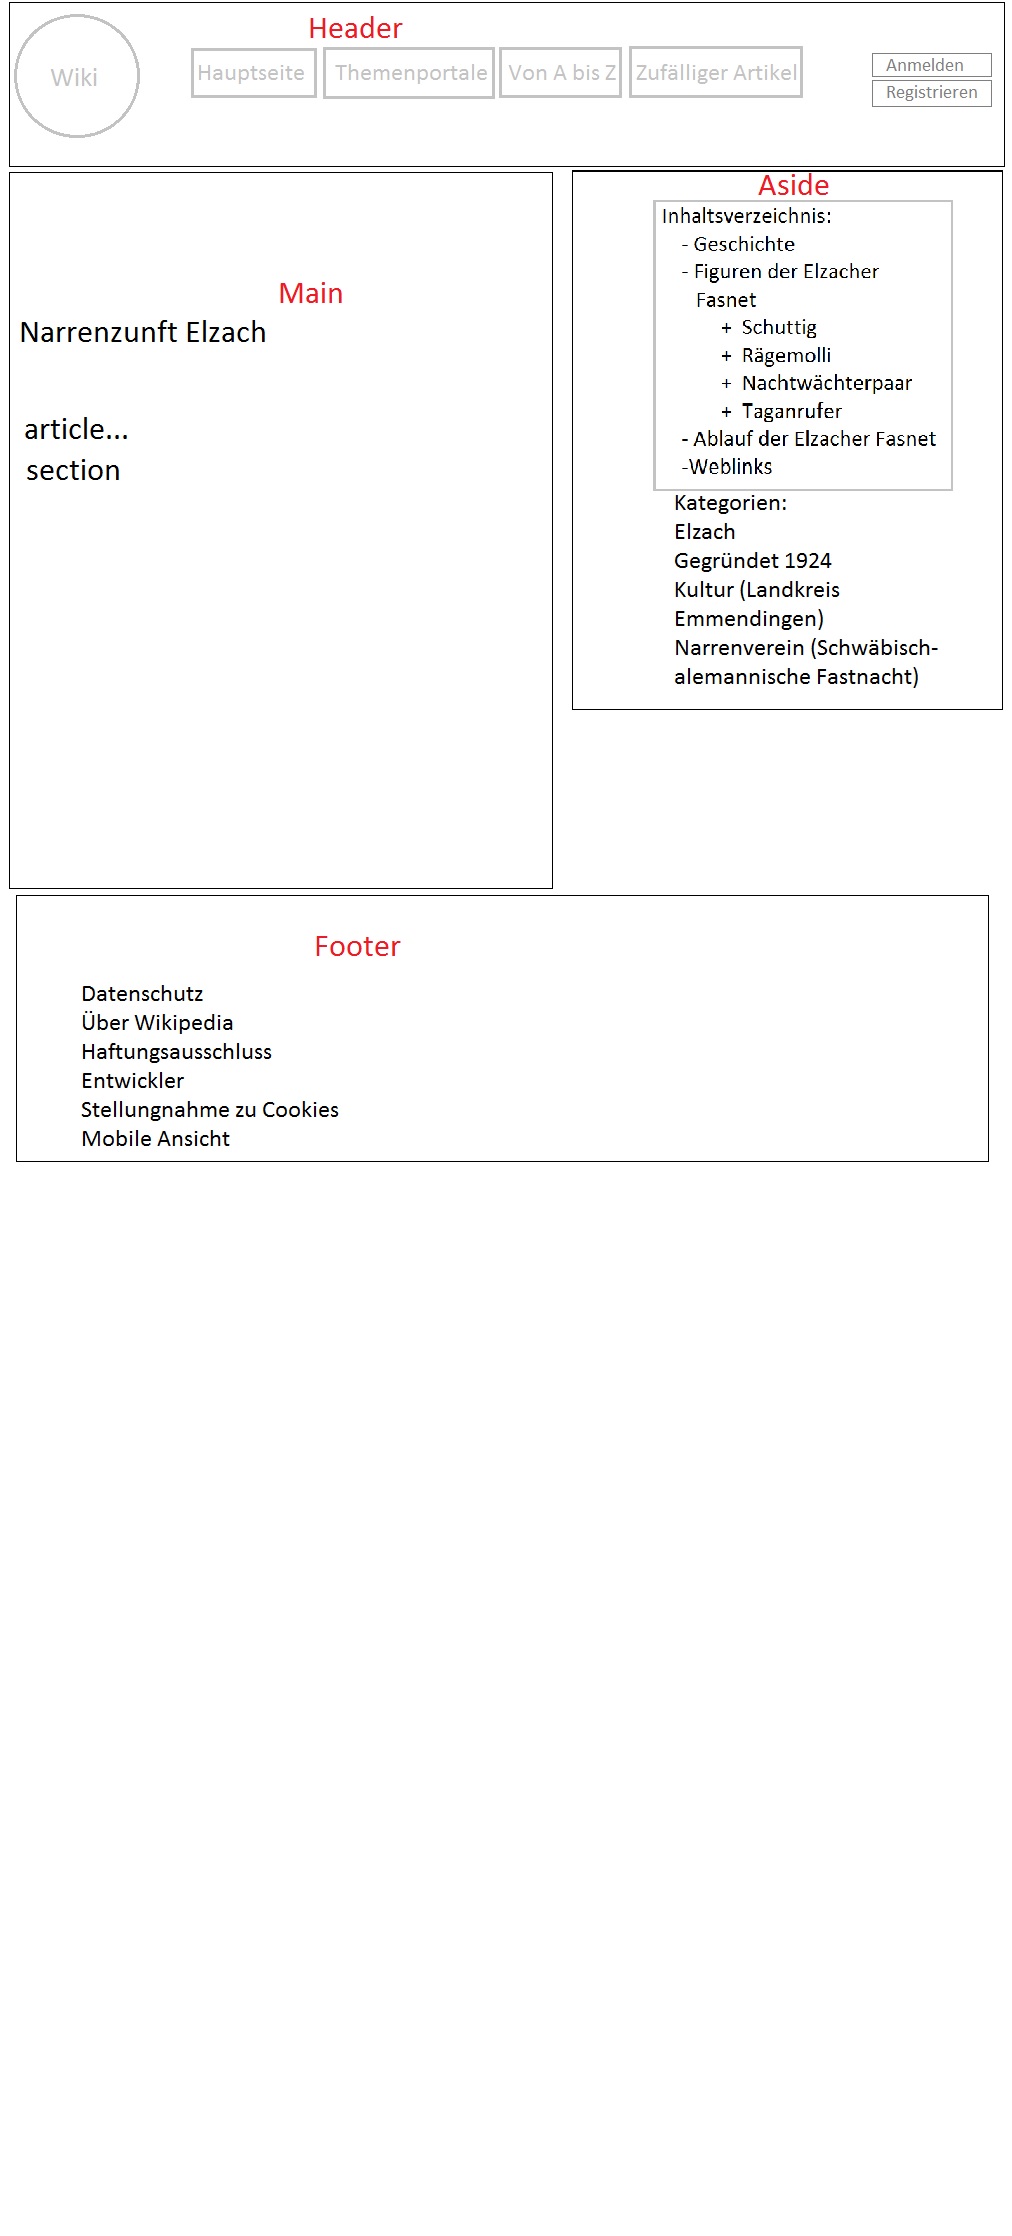 Header
Wiki
Hauptseite
Themenportale
Von A bis Z
Zufälliger Artikel
Anmelden
Registrieren
Main
Narrenzunft Elzach
article...
section
Aside
Inhaltsverzeichnis:
- Geschichte
- Figuren der Elzacher
Fasnet
+ Schuttig
+ Rägemolli
+ Nachtwächterpaar
+ Taganrufer
- Ablauf der Elzacher Fasnet
-Weblinks
Kategorien:
Elzach
Gegründet 1924
Kultur (Landkreis
Emmendingen)
Narrenverein (Schwäbisch-
alemannische Fastnacht)
Footer
Datenschutz
Über Wikipedia
Haftungsausschluss
Entwickler
Stellungnahme zu Cookies
Mobile Ansicht